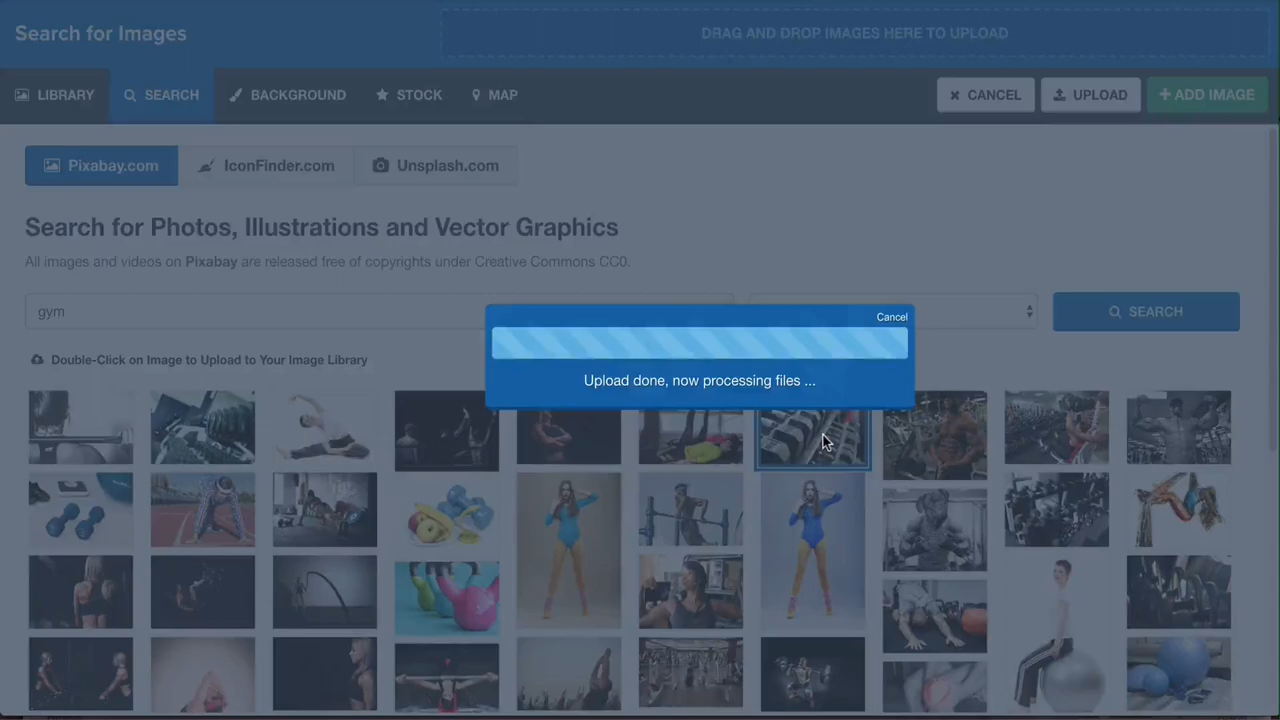 Search for Images
DRAG AND DROP IMAGES HERE TO UPLOAD
LIBRARY
SEARCH
BACKGROUND
STOCK
MAP
CANCEL
UPLOAD
ADD IMAGE
Pixabay.com
IconFinder.com
Unsplash.com
Search for Photos, Illustrations and Vector Graphics
All images and videos on Pixabay are released free of copyrights under Creative Commons CC0.
gym
SEARCH
Cancel
Upload done, now processing files ...
Double-Click on Image to Upload to Your Image Library